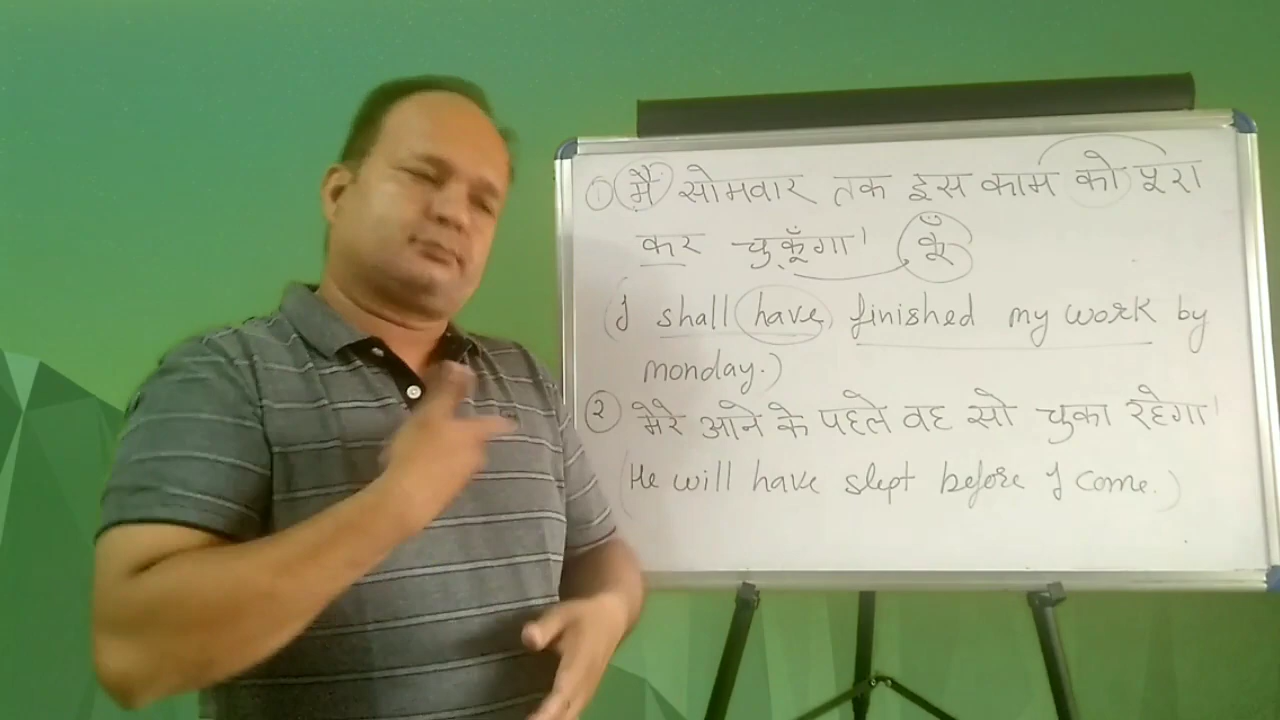 ① मैं सोमवार तक इस काम को पूरा
कर चुकूँगा। कूँ
(I shall have finished my work by
monday.)
② मेरे आने के पहले वह सो चुका रहेगा।
(He will have slept before I come.)